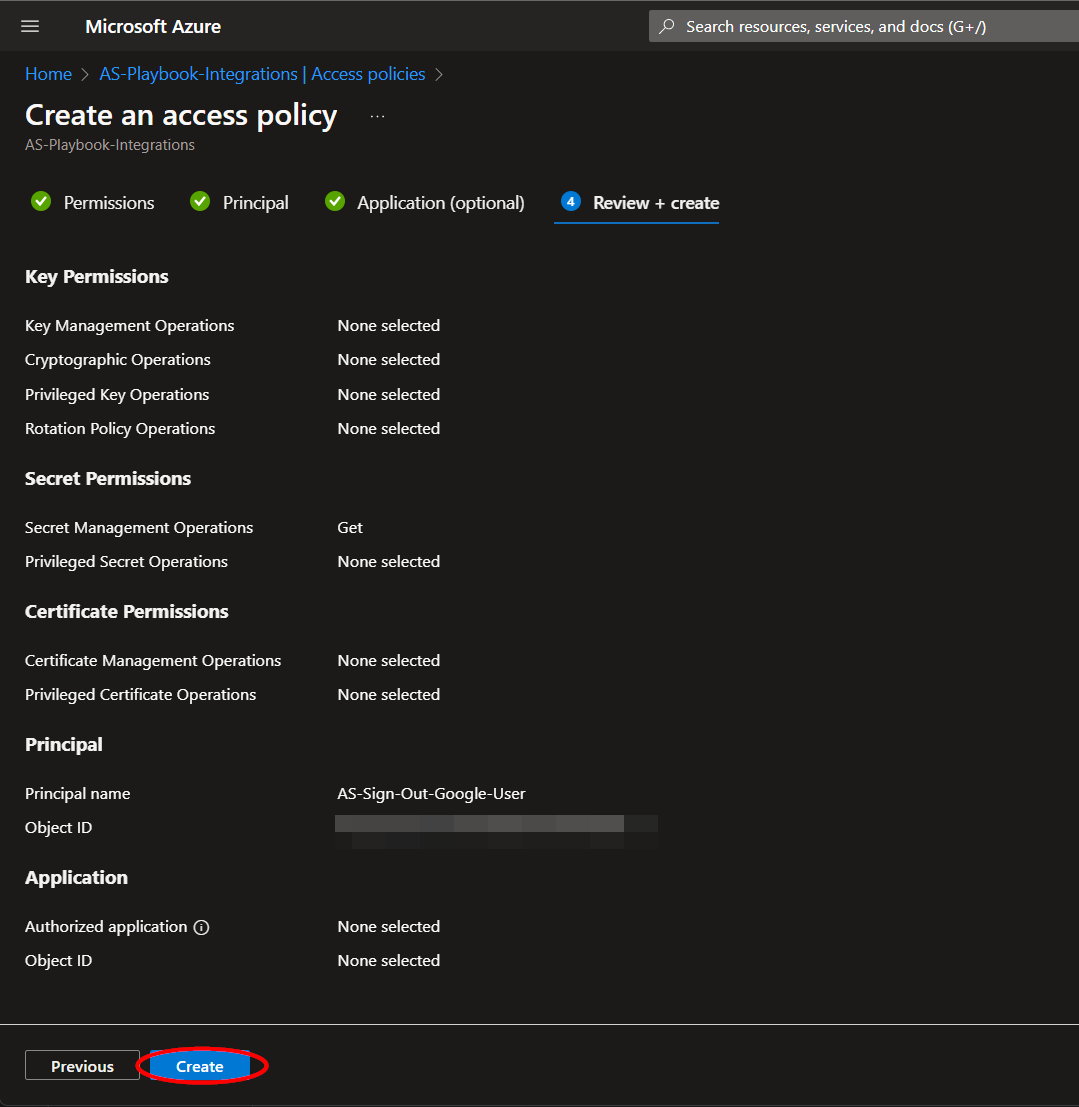 Microsoft Azure
Search resources, services, and docs (G+/)
Home > AS-Playbook-Integrations | Access policies >
Create an access policy ...
AS-Playbook-Integrations
Permissions Principal Application (optional) 4 Review + create
Key Permissions
Key Management Operations None selected
Cryptographic Operations None selected
Privileged Key Operations None selected
Rotation Policy Operations None selected
Secret Permissions
Secret Management Operations Get
Privileged Secret Operations None selected
Certificate Permissions
Certificate Management Operations None selected
Privileged Certificate Operations None selected
Principal
Principal name AS-Sign-Out-Google-User
Object ID
Application
Authorized application None selected
Object ID None selected
Previous Create